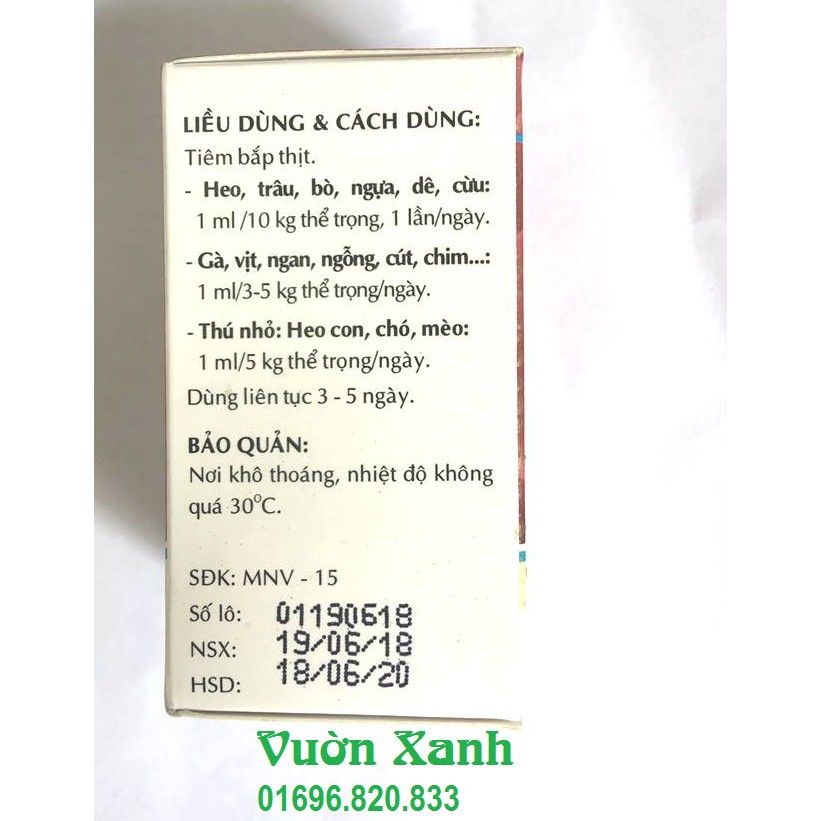 LIỀU DÙNG & CÁCH DÙNG:
Tiêm bắp thịt.
- Heo, trâu, bò, ngựa, dê, cừu:
1 ml /10 kg thể trọng, 1 lần/ngày.
- Gà, vịt, ngan, ngỗng, cút, chim...:
1 ml/3-5 kg thể trọng/ngày.
- Thú nhỏ: Heo con, chó, mèo:
1 ml/5 kg thể trọng/ngày.
Dùng liên tục 3 - 5 ngày.
BẢO QUẢN:
Nơi khô thoáng, nhiệt độ không
quá 30°C.
SĐK: MNV - 15
Số lô: 01190618
NSX: 19/06/18
HSD: 18/06/20
Vườn Xanh
01696.820.833